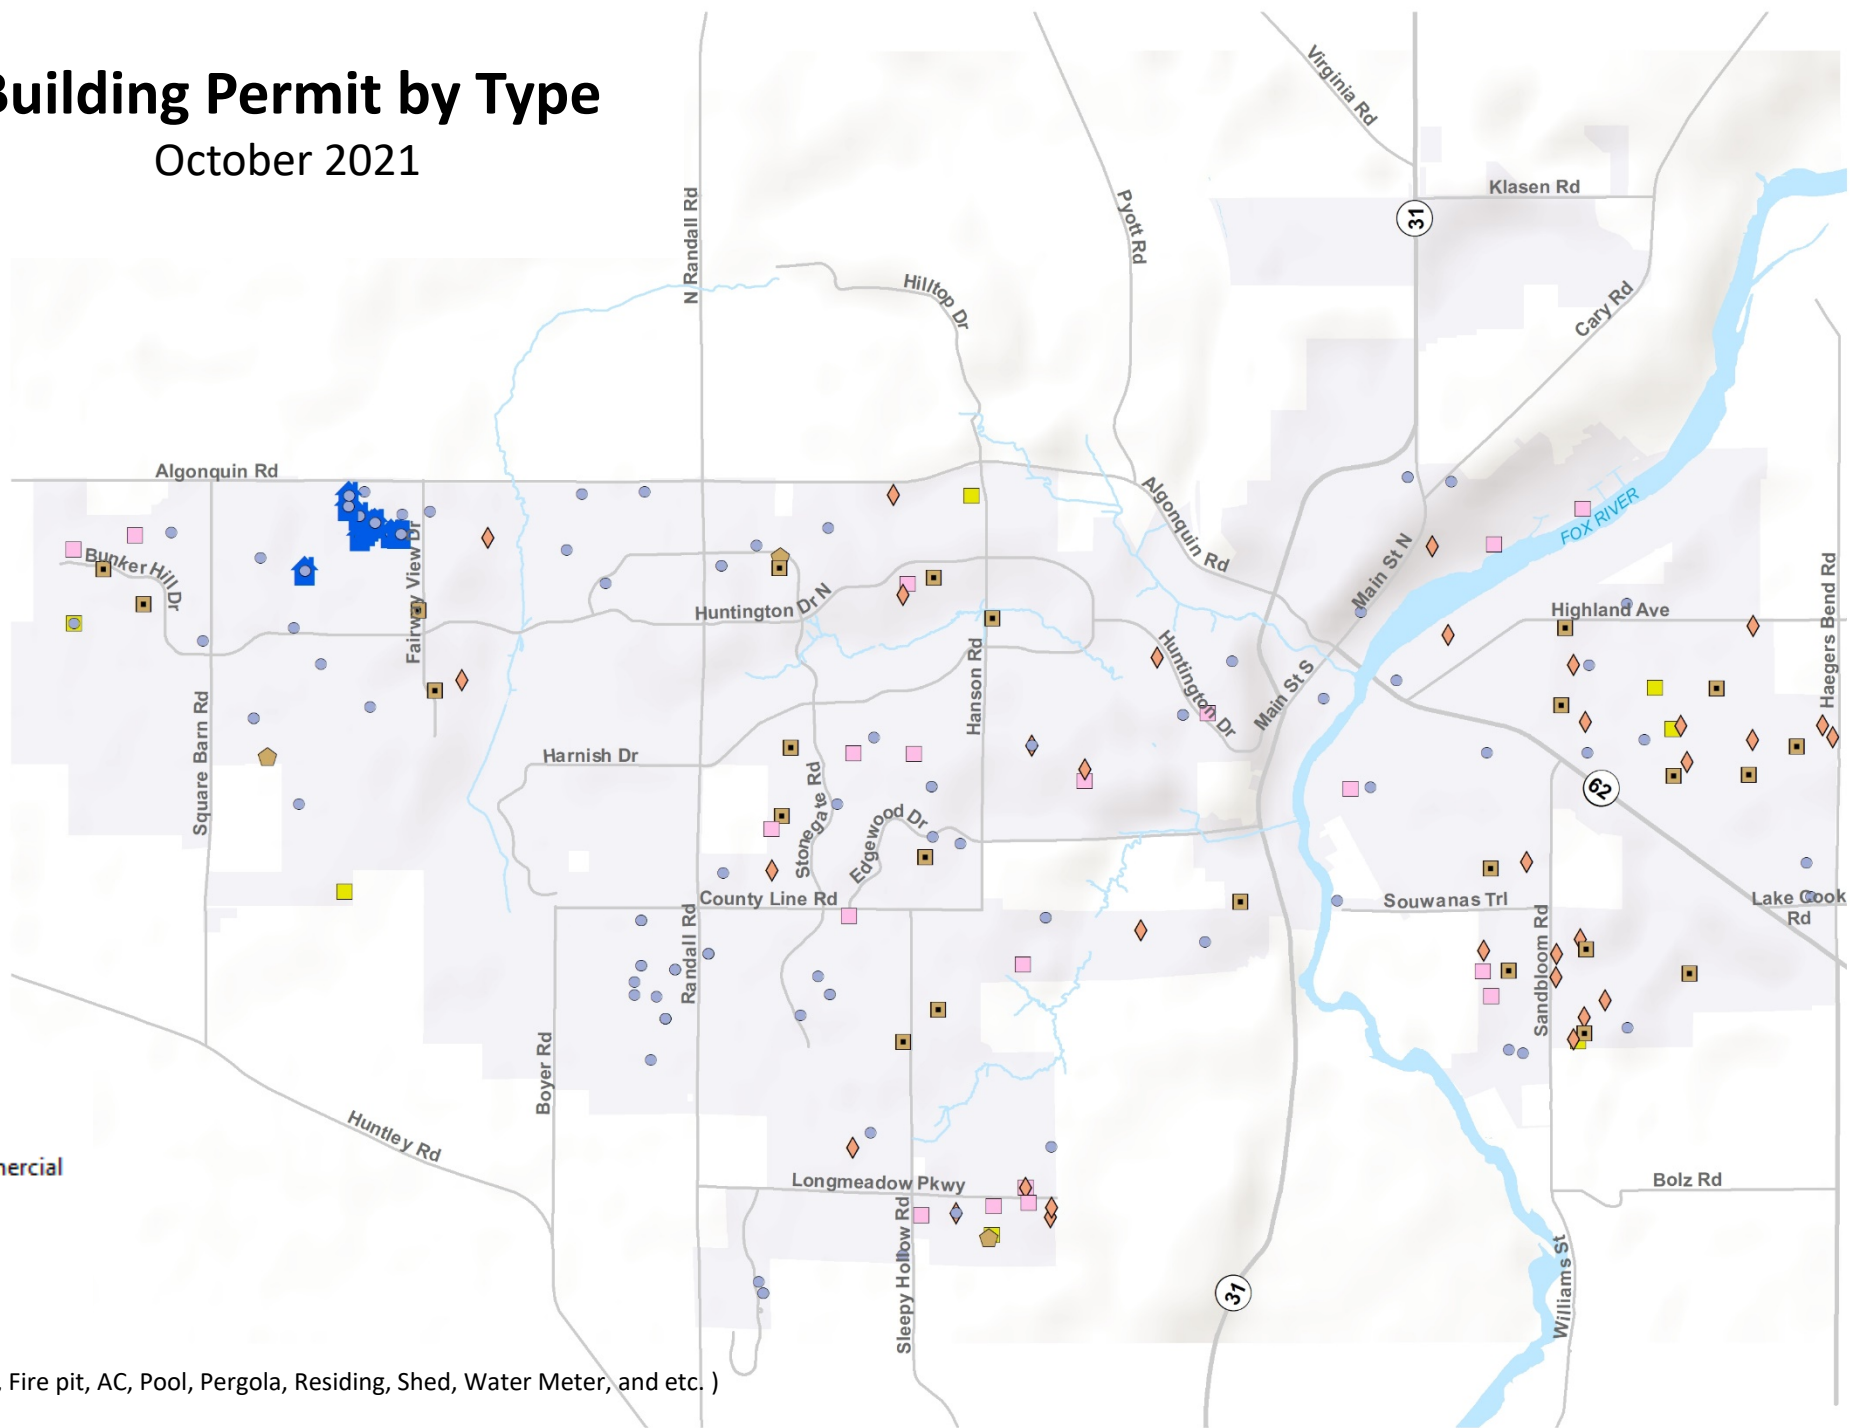 Building Permit by Type
October 2021
Virginia Rd
Klasen Rd
31
N Randall Rd
Pyott Rd
Hilltop Dr
Cary Rd
Algonquin Rd
Algonquin Rd
FOX RIVER
Main St N
Bunker Hill Dr
Fairway View Dr
Huntington Dr N
Highland Ave
Haegers Bend Rd
Huntington Dr
Hanson Rd
Main St S
Square Barn Rd
Harnish Dr
Stonegate Rd
Edgewood Dr
62
County Line Rd
Souwanas Trl
Lake Cook
Rd
Randall Rd
Sandbloom Rd
Boyer Rd
Huntley Rd
mercial
Longmeadow Pkwy
Bolz Rd
Sleepy Hollow Rd
Williams St
31
Fire pit, AC, Pool, Pergola, Residing, Shed, Water Meter, and etc. )